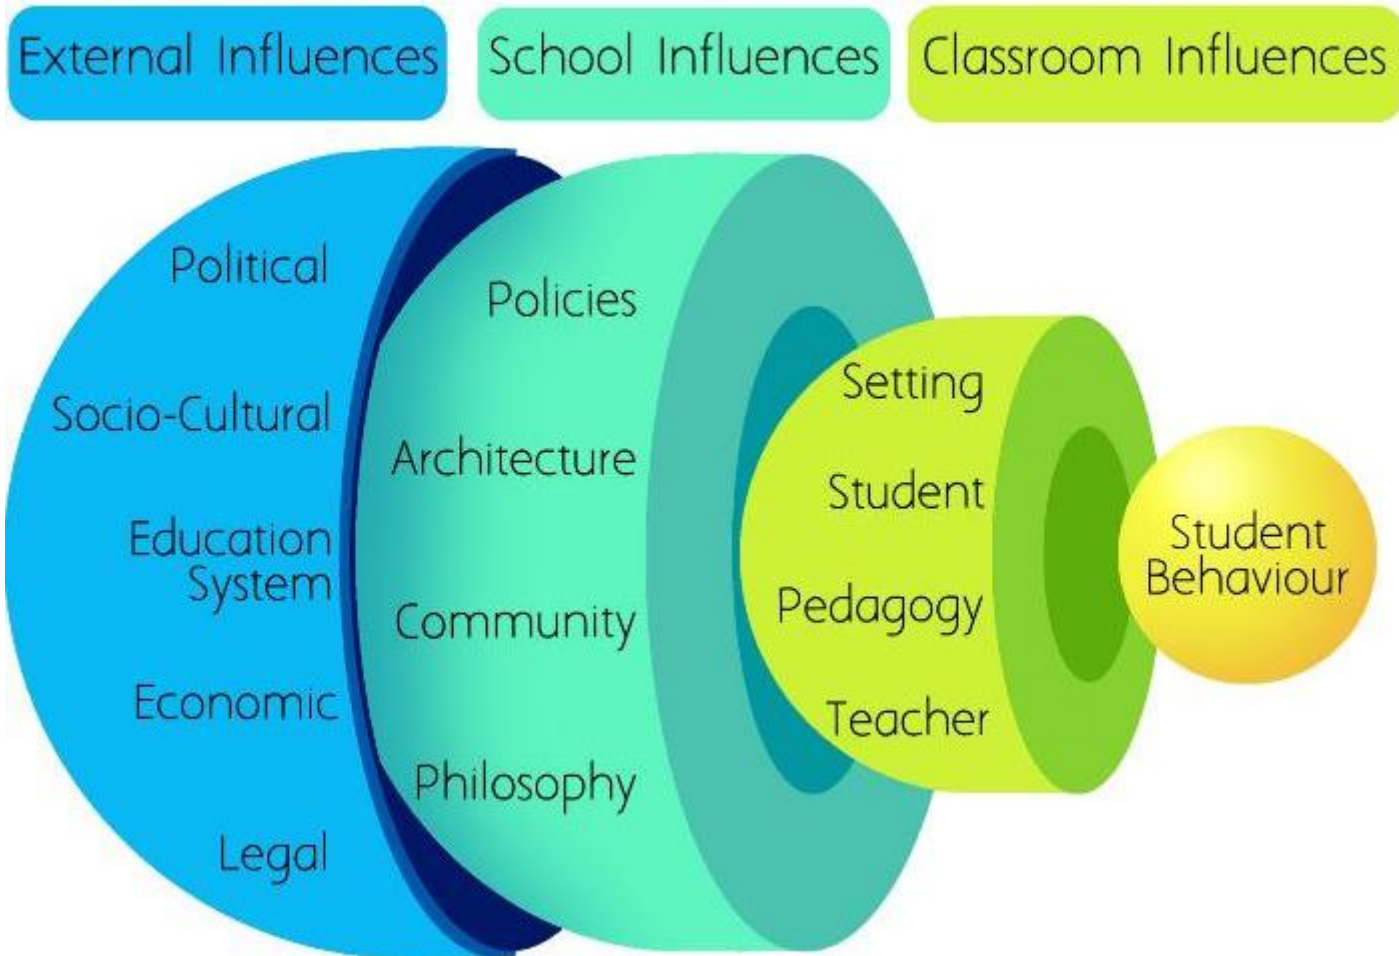 External Influences
School Influences
Classroom Influences
Political
Socio-Cultural
Education
System
Economic
Legal
Policies
Architecture
Community
Philosophy
Setting
Student
Pedagogy
Teacher
Student
Behaviour